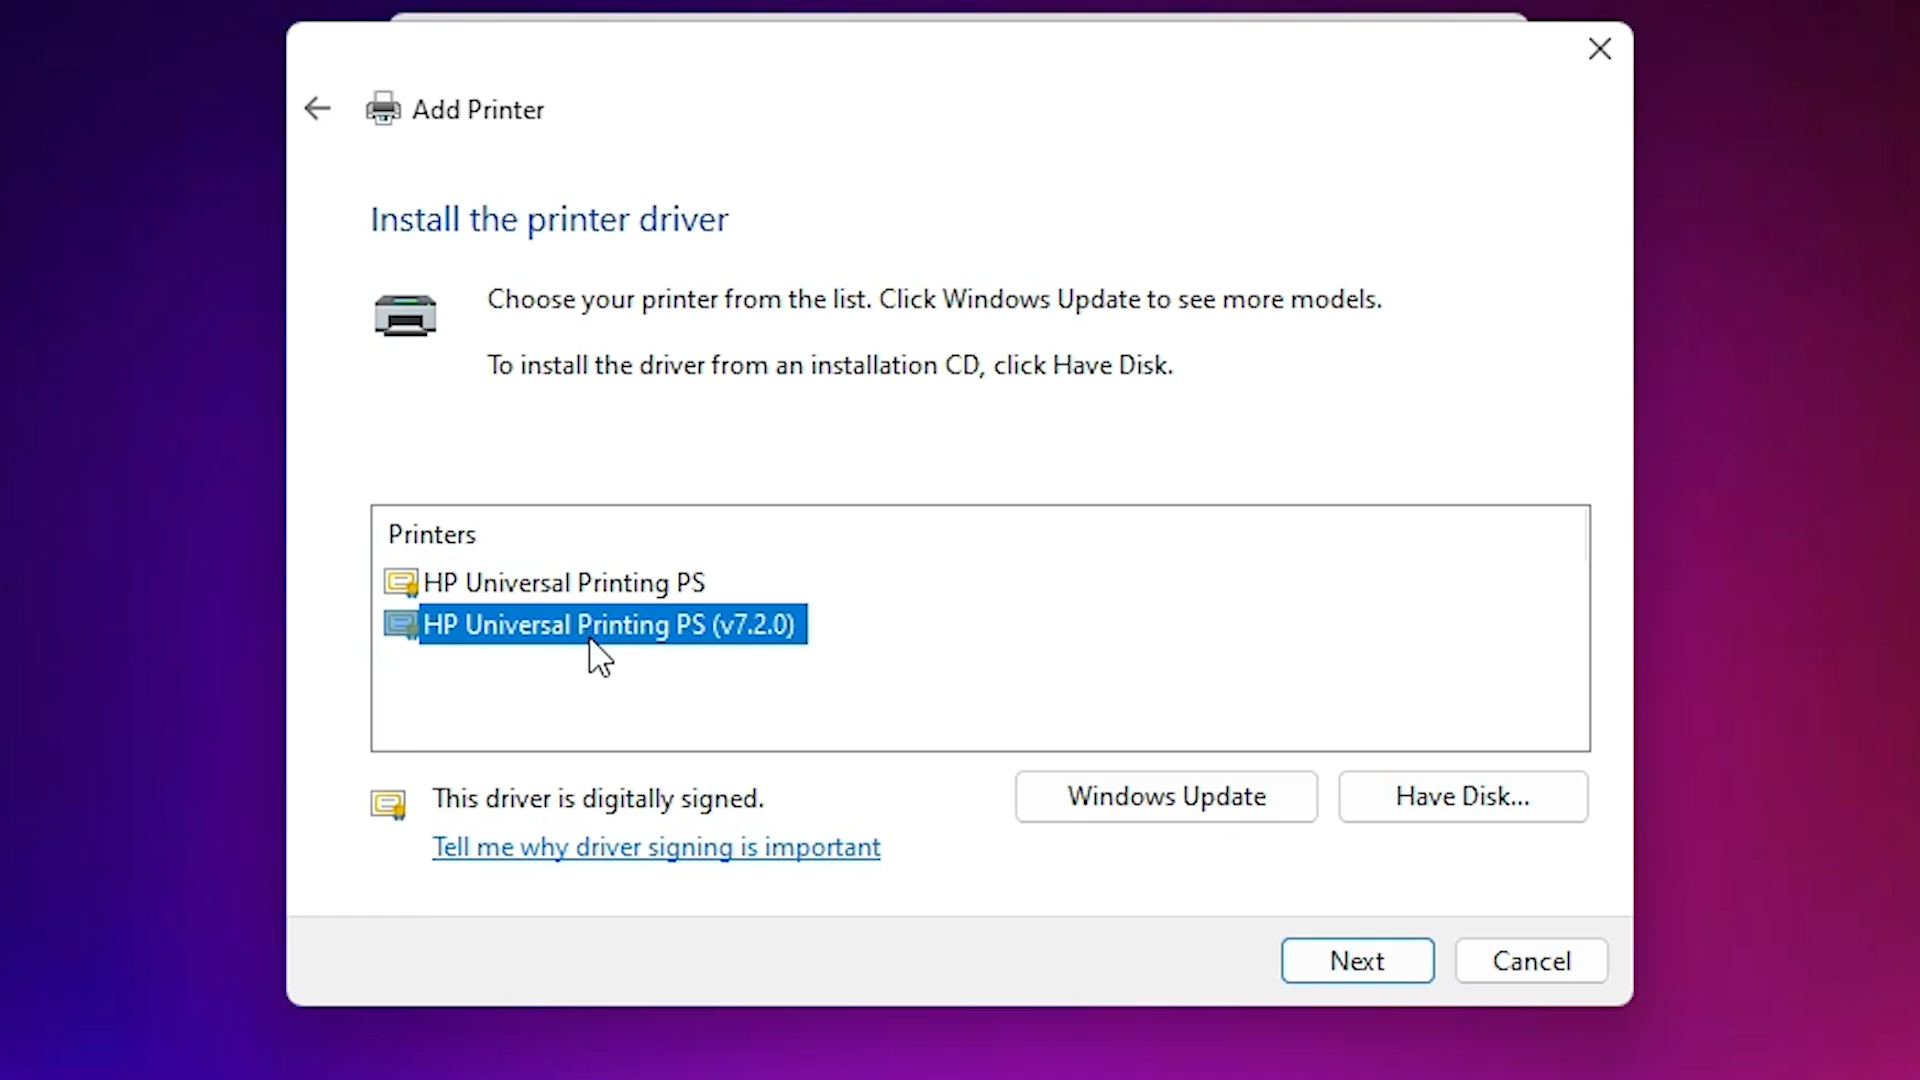 Add Printer
Install the printer driver
Choose your printer from the list. Click Windows Update to see more models.
To install the driver from an installation CD, click Have Disk.
Printers
HP Universal Printing PS
HP Universal Printing PS (v7.2.0)
This driver is digitally signed.
Windows Update
Have Disk...
Tell me why driver signing is important
Next
Cancel